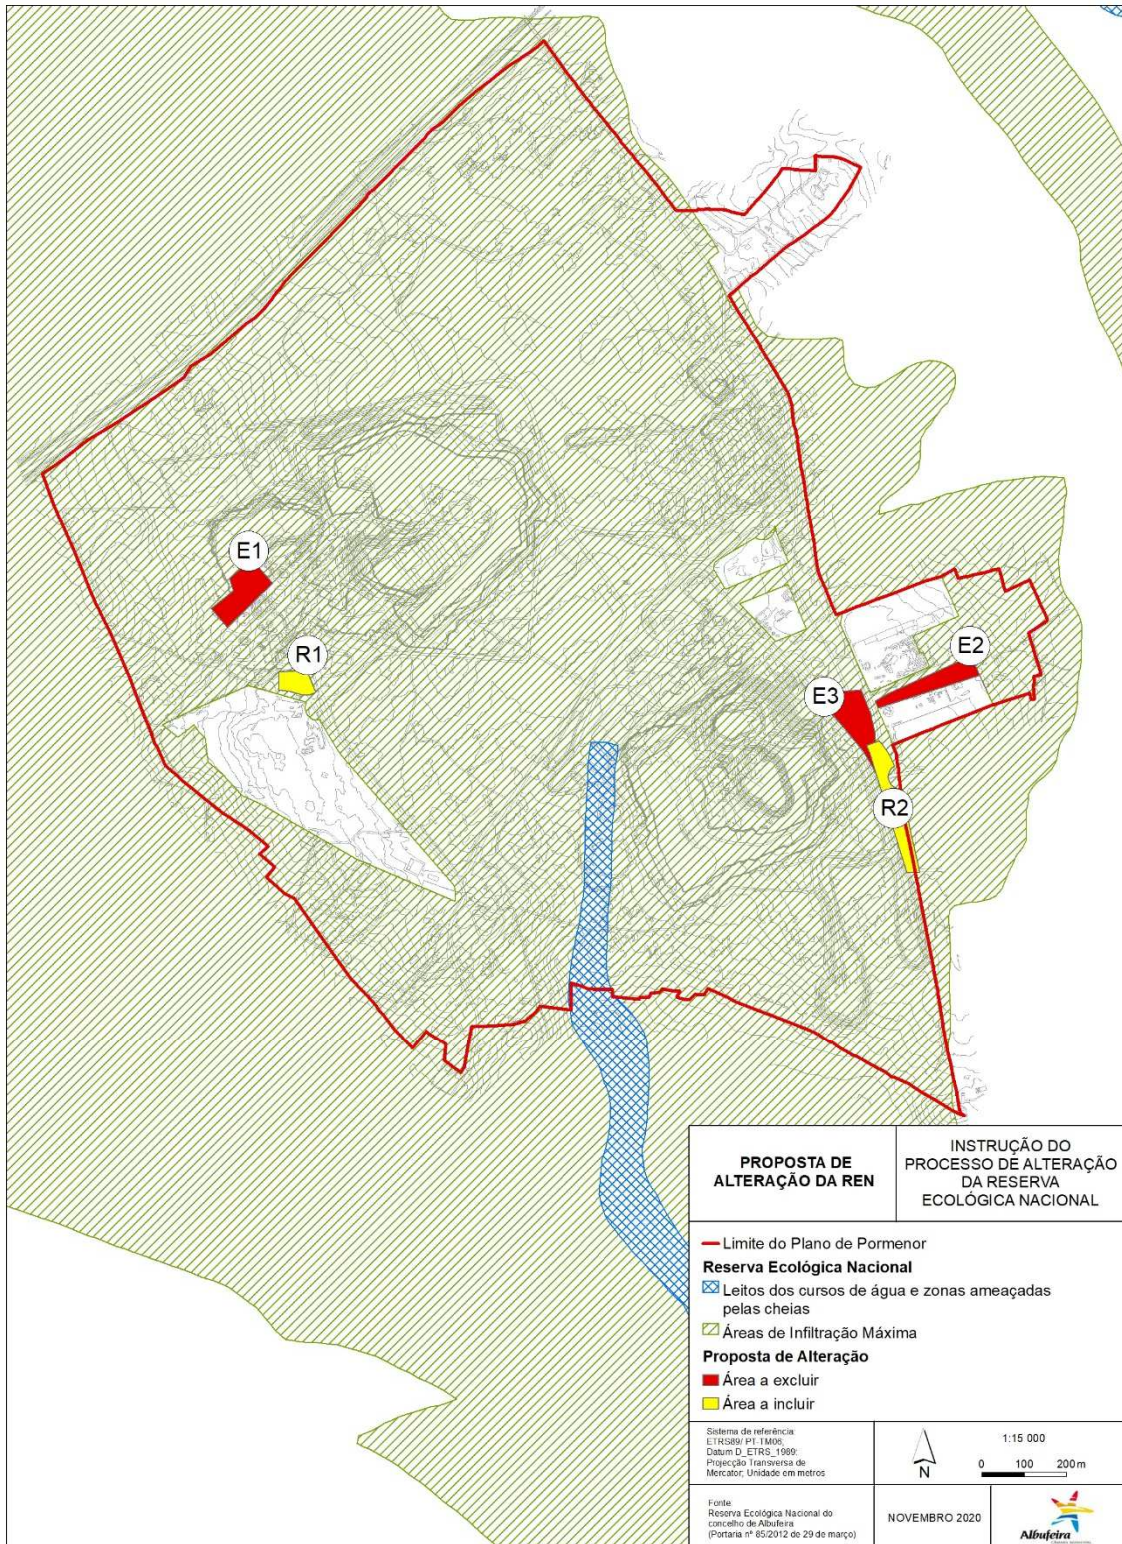 E1
R1
E2
E3
R2
PROPOSTA DE
ALTERAÇÃO DA REN
INSTRUÇÃO DO
PROCESSO DE ALTERAÇÃO
DA RESERVA
ECOLÓGICA NACIONAL
Limite do Plano de Pormenor
Reserva Ecológica Nacional
Leitos dos cursos de água e zonas ameaçadas
pelas cheias
Áreas de Infiltração Máxima
Proposta de Alteração
Área a excluir
Área a incluir
Sistema de referência:
ETRS89/ PT-TM06;
Datum D_ETRS_1989;
Projecção Transversa de
Mercator; Unidade em metros
N
1:15 000
0 100 200 m
Fonte:
Reserva Ecológica Nacional do
concelho de Albufeira
(Portaria nº 85/2012 de 29 de março)
NOVEMBRO 2020
Albufeira